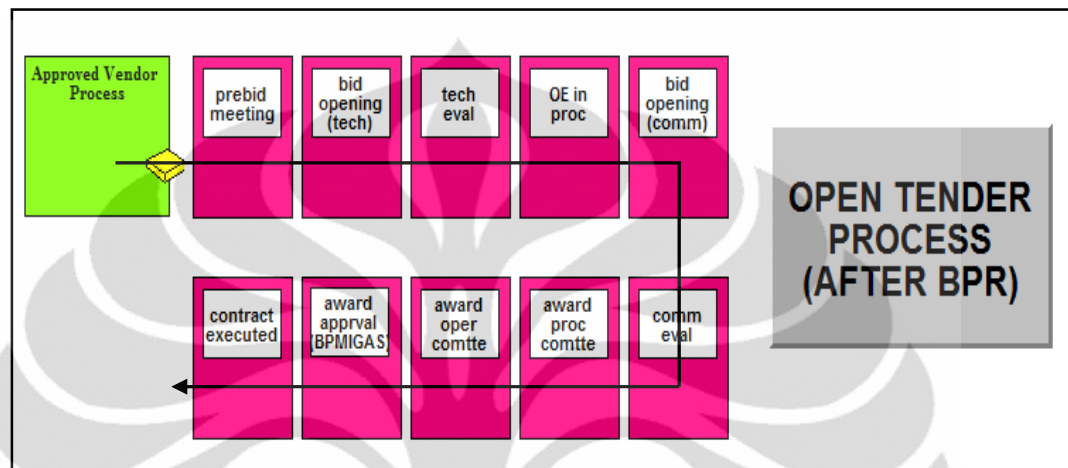 Approved Vendor
Process
prebid
meeting
bid
opening
(tech)
tech
eval
OE in
proc
bid
opening
(comm)
OPEN TENDER
PROCESS
(AFTER BPR)
contract
executed
award
apprval
(BPMIGAS)
award
oper
comtte
award
proc
comtte
comm
eval